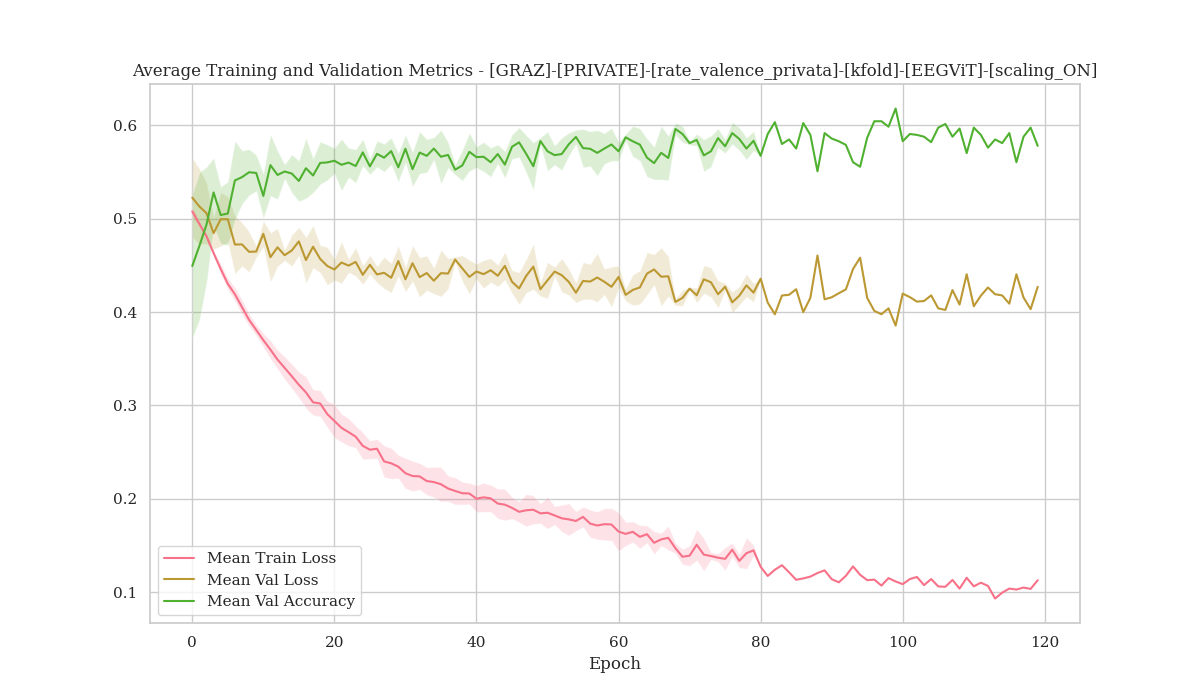 Average Training and Validation Metrics - [GRAZ]-[PRIVATE]-[rate_valence_privata]-[kfold]-[EEGViT]-[scaling_ON]
0.6
0.5
0.4
0.3
0.2
0.1
Mean Train Loss
Mean Val Loss
Mean Val Accuracy
0 20 40 60 80 100 120
Epoch